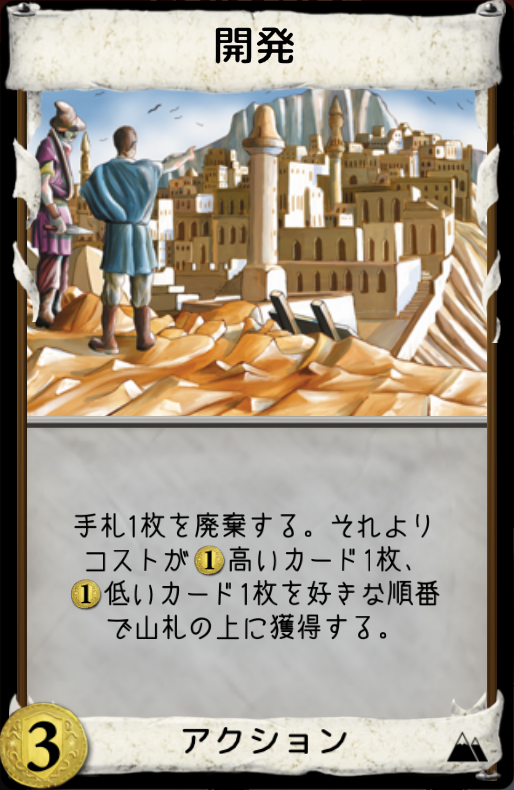 開発
手札1枚を廃棄する。それより
コストが1高いカード1枚、
1低いカード1枚を好きな順番
で山札の上に獲得する。
3
アクション